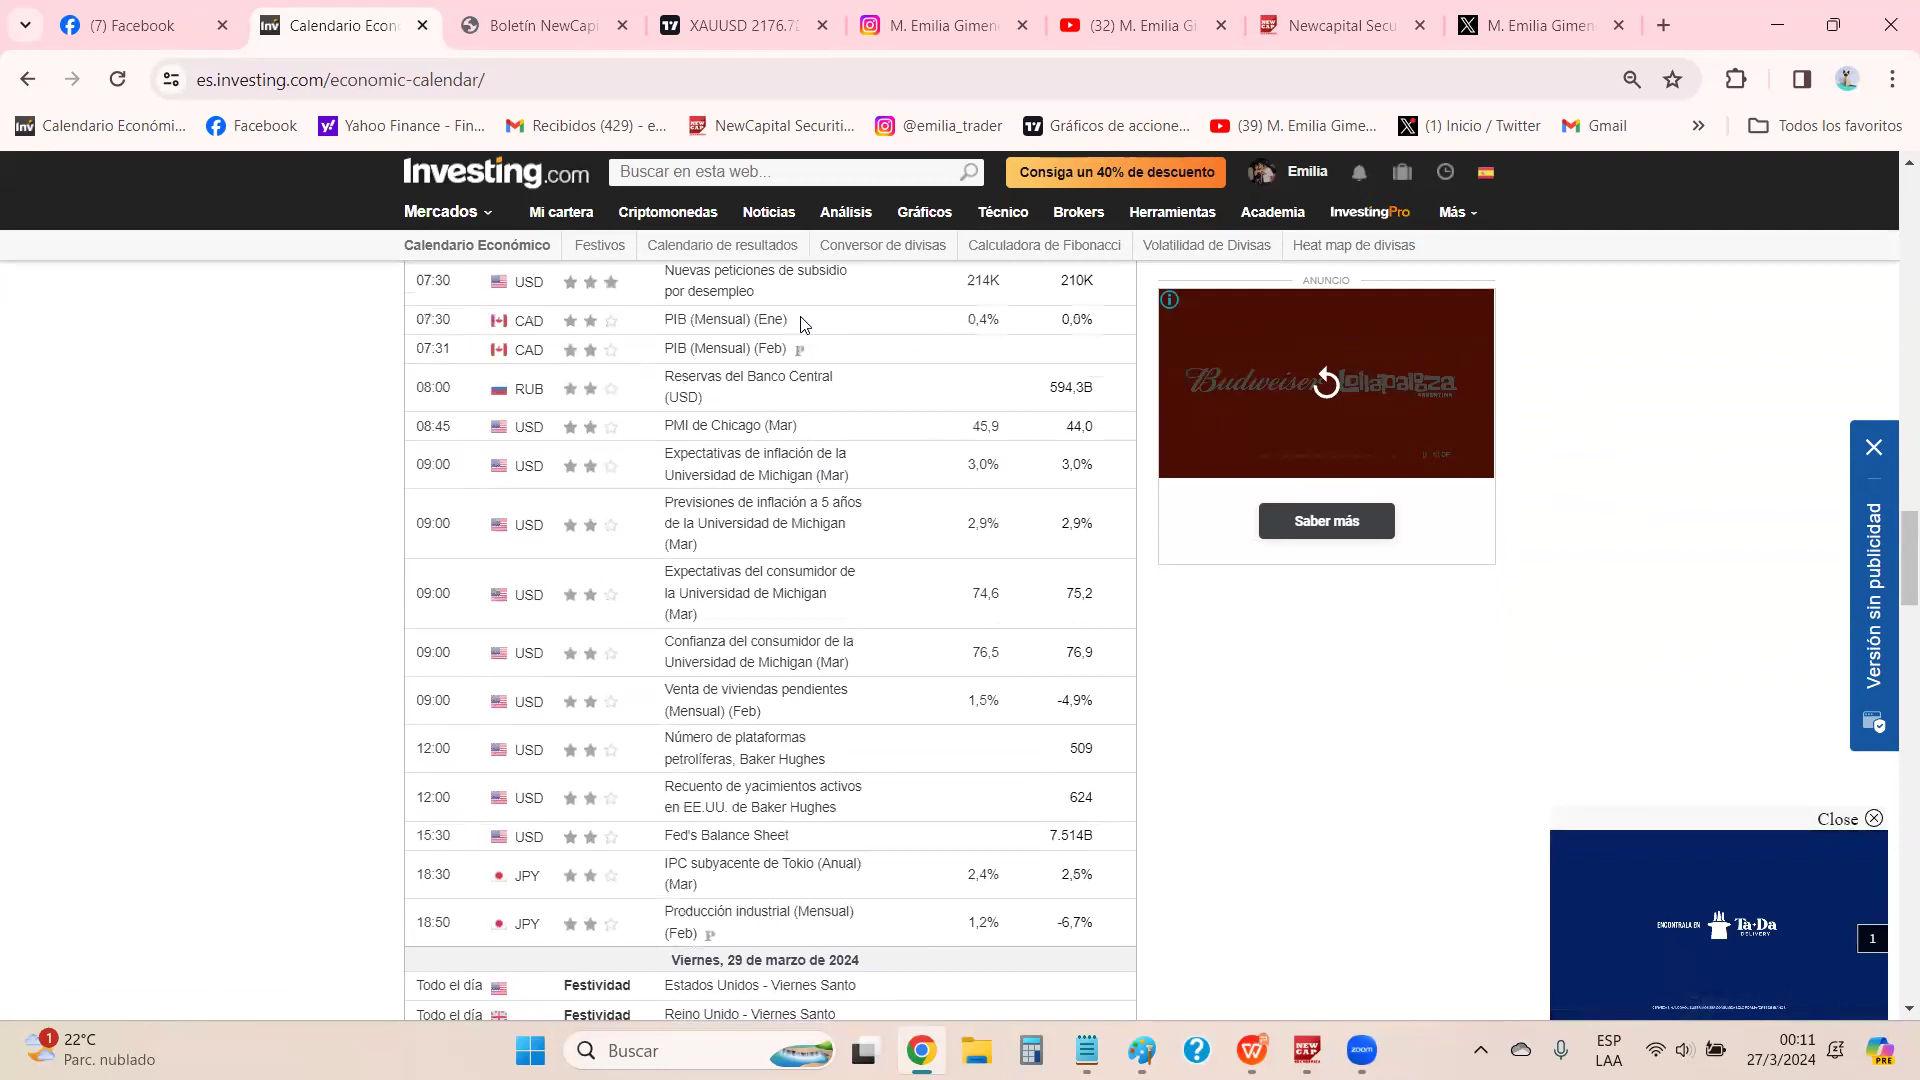 (7) Facebook
Calendario Econ
Boletín NewCapi
XAUUSD 2176.7
M. Emilia Gimen
(32) M. Emilia Gi
Newcapital Secu
M. Emilia Gimen
es.investing.com/economic-calendar/
Calendario Económi...
Facebook
Yahoo Finance - Fin...
Recibidos (429) - e...
NewCapital Securiti...
@emilia_trader
Gráficos de accione...
(39) M. Emilia Gime...
(1) Inicio / Twitter
Gmail
Todos los favoritos
Investing.com
Buscar en esta web...
Consiga un 40% de descuento
Emilia
Mercados
Mi cartera
Criptomonedas
Noticias
Análisis
Gráficos
Técnico
Brokers
Herramientas
Academia
InvestingPro
Más
Calendario Económico
Festivos
Calendario de resultados
Conversor de divisas
Calculadora de Fibonacci
Volatilidad de Divisas
Heat map de divisas
07:30 USD Nuevas peticiones de subsidio 214K 210K
por desempleo
07:30 CAD PIB (Mensual) (Ene) 0,4% 0,0%
07:31 CAD PIB (Mensual) (Feb) P
08:00 RUB Reservas del Banco Central 594,3B
(USD)
08:45 USD PMI de Chicago (Mar) 45,9 44,0
09:00 USD Expectativas de inflación de la 3,0% 3,0%
Universidad de Michigan (Mar)
09:00 USD Previsiones de inflación a 5 años 2,9% 2,9%
de la Universidad de Michigan
(Mar)
09:00 USD Expectativas del consumidor de 74,6 75,2
la Universidad de Michigan
(Mar)
09:00 USD Confianza del consumidor de la 76,5 76,9
Universidad de Michigan (Mar)
09:00 USD Venta de viviendas pendientes 1,5% -4,9%
(Mensual) (Feb)
12:00 USD Número de plataformas 509
petrolíferas, Baker Hughes
12:00 USD Recuento de yacimientos activos 624
en EE.UU. de Baker Hughes
15:30 USD Fed's Balance Sheet 7.514B
18:30 JPY IPC subyacente de Tokio (Anual) 2,4% 2,5%
(Mar)
18:50 JPY Producción industrial (Mensual) 1,2% -6,7%
(Feb) P
Viernes, 29 de marzo de 2024
Todo el día Festividad Estados Unidos - Viernes Santo
Todo el día Festividad Reino Unido - Viernes Santo
ANUNCIO
Budweiser Lollapalooza
ARGENTINA
Saber más
Versión sin publicidad
Close
ENCONTRALA EN
Ta-Da
DELIVERY
1
1
22°C
Parc. nublado
Buscar
NEW
CAP
zoom
ESP
LAA
00:11
27/3/2024
PRE